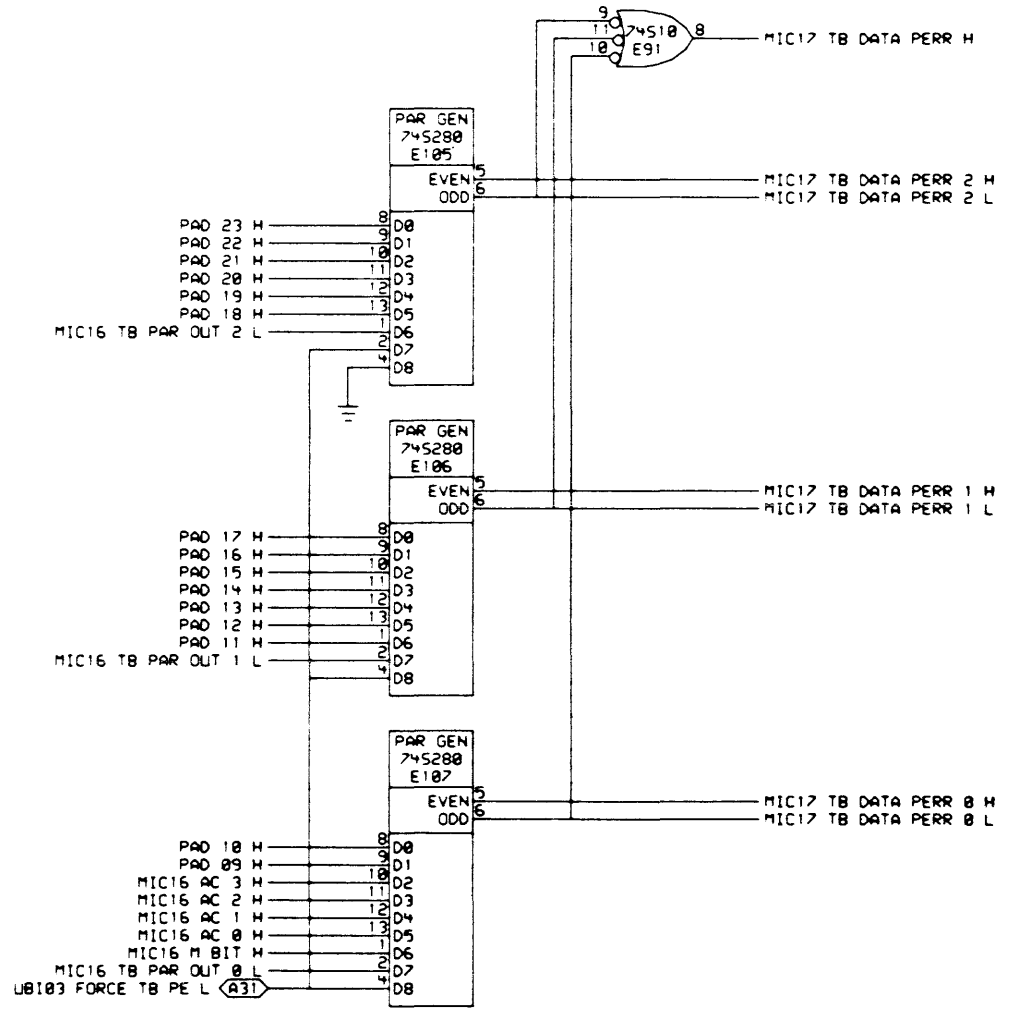 9
11
10
74S10
E91
8
MIC17 TB DATA PERR H
PAR GEN
74S280
E105
EVEN 5 MIC17 TB DATA PERR 2 H
ODD 6 MIC17 TB DATA PERR 2 L
PAD 23 H 8 D0
PAD 22 H 9 D1
PAD 21 H 10 D2
PAD 20 H 11 D3
PAD 19 H 12 D4
PAD 18 H 13 D5
MIC16 TB PAR OUT 2 L 1 D6
2 D7
4 D8
PAR GEN
74S280
E106
EVEN 5 MIC17 TB DATA PERR 1 H
ODD 6 MIC17 TB DATA PERR 1 L
PAD 17 H 8 D0
PAD 16 H 9 D1
PAD 15 H 10 D2
PAD 14 H 11 D3
PAD 13 H 12 D4
PAD 12 H 13 D5
PAD 11 H 1 D6
MIC16 TB PAR OUT 1 L 2 D7
4 D8
PAR GEN
74S280
E107
EVEN 5 MIC17 TB DATA PERR 0 H
ODD 6 MIC17 TB DATA PERR 0 L
PAD 10 H 8 D0
PAD 09 H 9 D1
MIC16 AC 3 H 10 D2
MIC16 AC 2 H 11 D3
MIC16 AC 1 H 12 D4
MIC16 AC 0 H 13 D5
MIC16 M BIT H 1 D6
MIC16 TB PAR OUT 0 L 2 D7
UBI03 FORCE TB PE L A31 4 D8